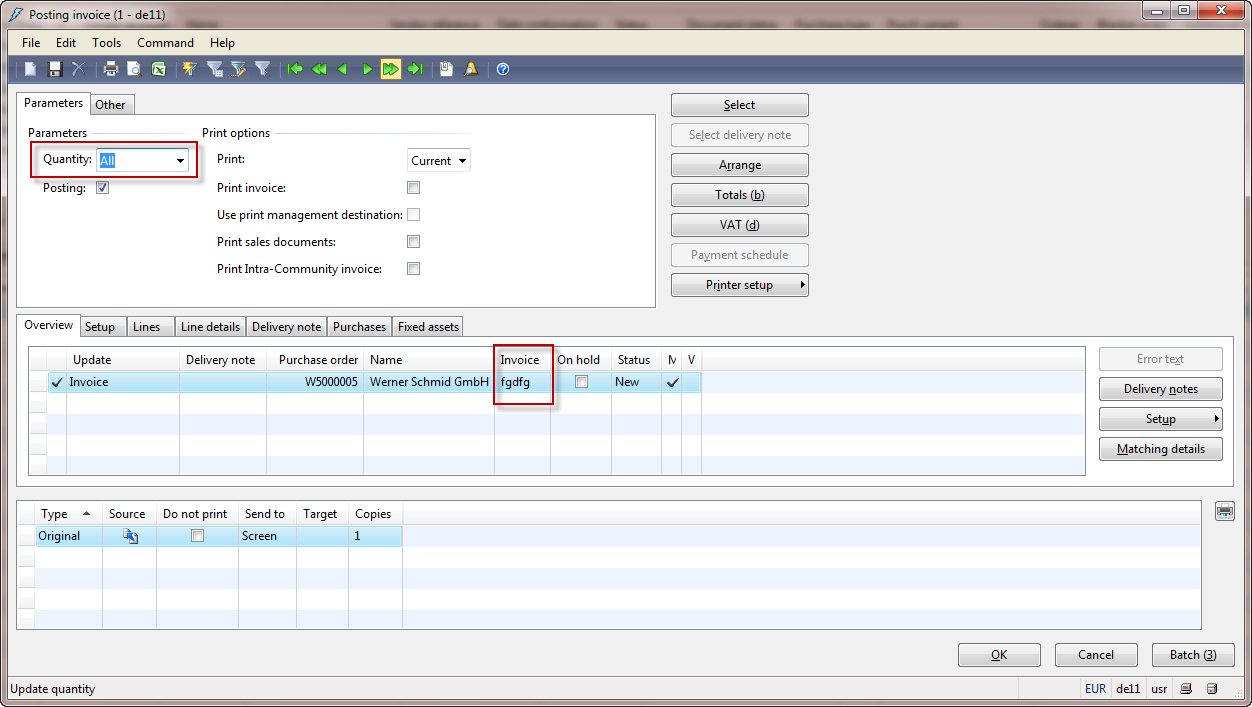 Posting invoice (1 - de11)
File Edit Tools Command Help
Parameters Other
Parameters Print options
Quantity: All Print: Current
Posting: Print invoice:
Use print management destination:
Print sales documents:
Print Intra-Community invoice:
Select
Select delivery note
Arrange
Totals (b)
VAT (d)
Payment schedule
Printer setup
Overview Setup Lines Line details Delivery note Purchases Fixed assets
Update Delivery note Purchase order Name Invoice On hold Status M V
Invoice W5000005 Werner Schmid GmbH fgdfg New
Error text
Delivery notes
Setup
Matching details
Type Source Do not print Send to Target Copies
Original Screen 1
OK Cancel Batch (3)
Update quantity EUR de11 usr